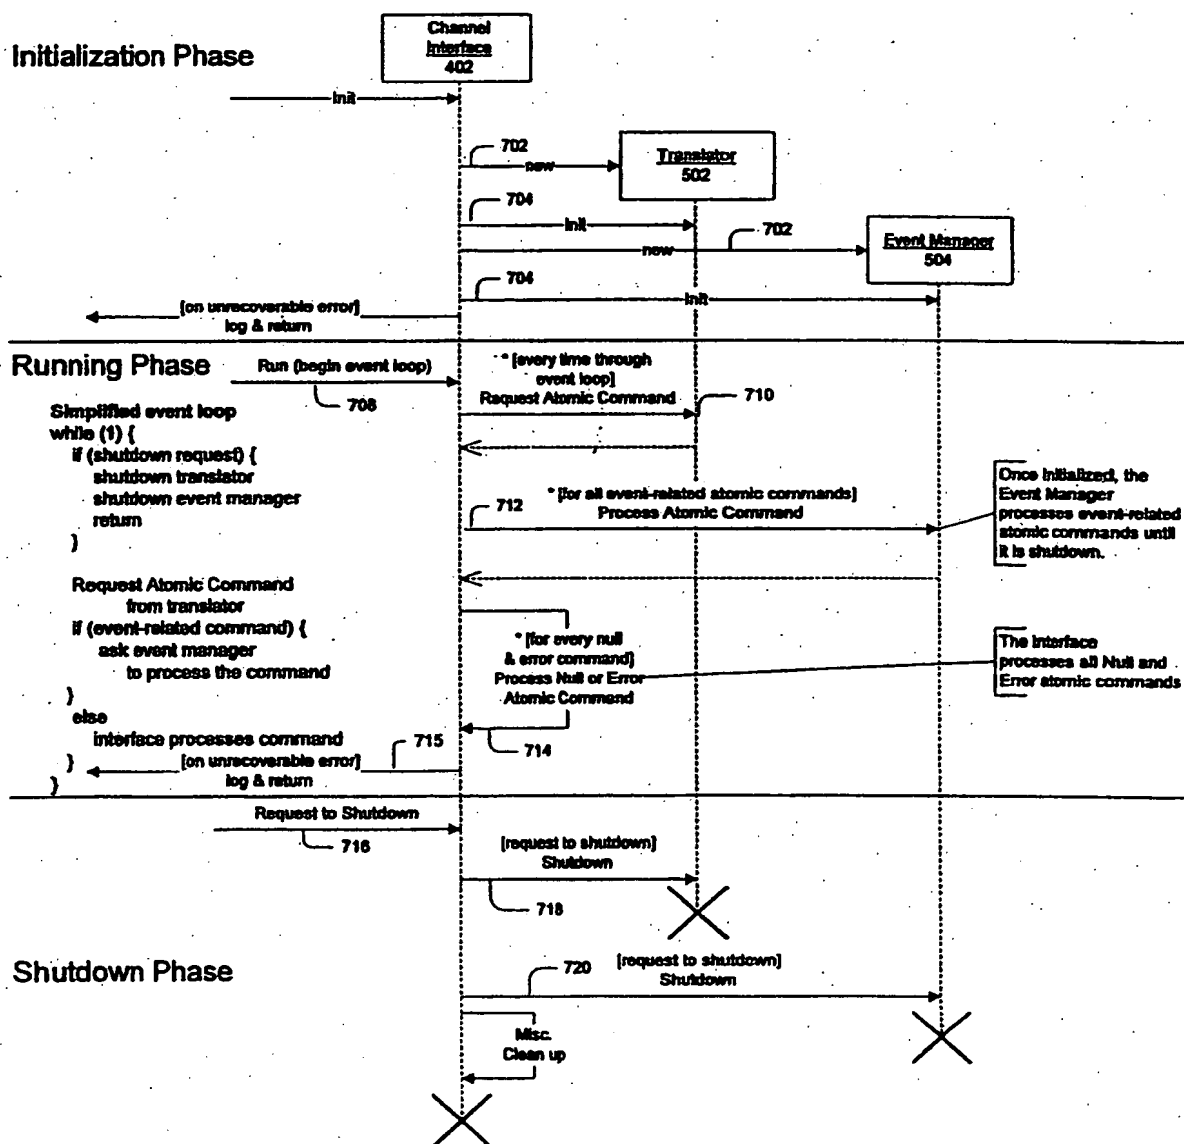 Channel
Interface
402
Initialization Phase
Init
702
new
Translator
502
704
Init
702
new
Event Manager
504
704
Init
[on unrecoverable error]
log & return
Running Phase
Run (begin event loop)
708
* [every time through
event loop]
Request Atomic Command
710
Simplified event loop
while (1) {
if (shutdown request) {
shutdown translator
shutdown event manager
return
}
712
* [for all event-related atomic commands]
Process Atomic Command
Once Initialized, the
Event Manager
processes event-related
atomic commands until
it is shutdown.
Request Atomic Command
from translator
if (event-related command) {
ask event manager
to process the command
}
else
interface processes command
}
}
* [for every null
& error command]
Process Null or Error
Atomic Command
714
The Interface
processes all Null and
Error atomic commands
715
[on unrecoverable error]
log & return
Request to Shutdown
716
[request to shutdown]
Shutdown
718
Shutdown Phase
720
[request to shutdown]
Shutdown
Misc.
Clean up